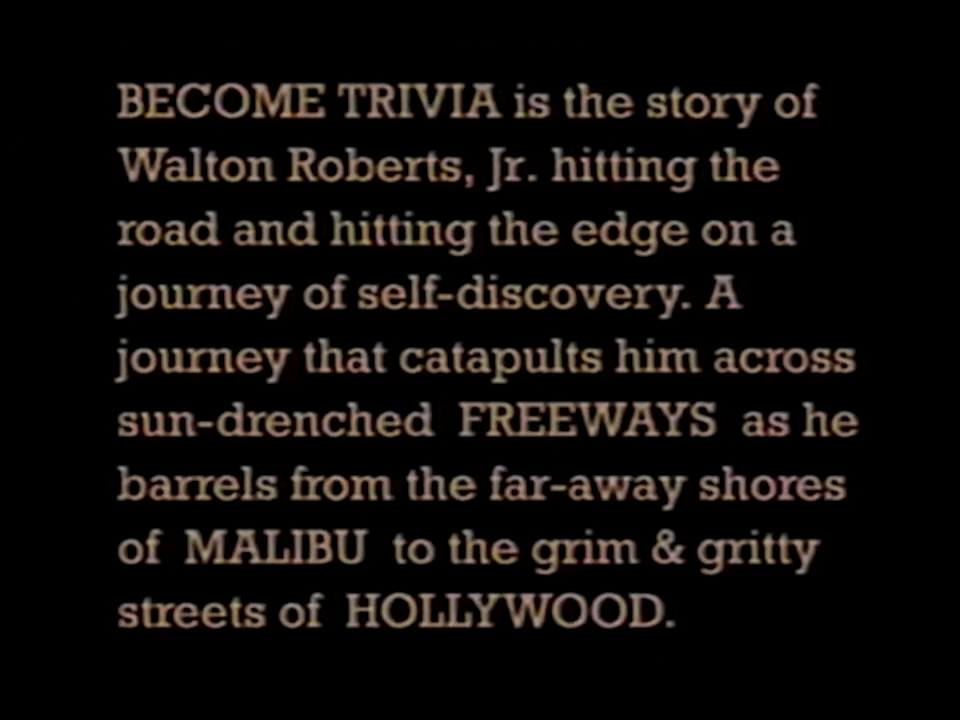 BECOME TRIVIA is the story of
Walton Roberts, Jr. hitting the
road and hitting the edge on a
journey of self-discovery. A
journey that catapults him across
sun-drenched FREEWAYS as he
barrels from the far-away shores
of MALIBU to the grim & gritty
streets of HOLLYWOOD.